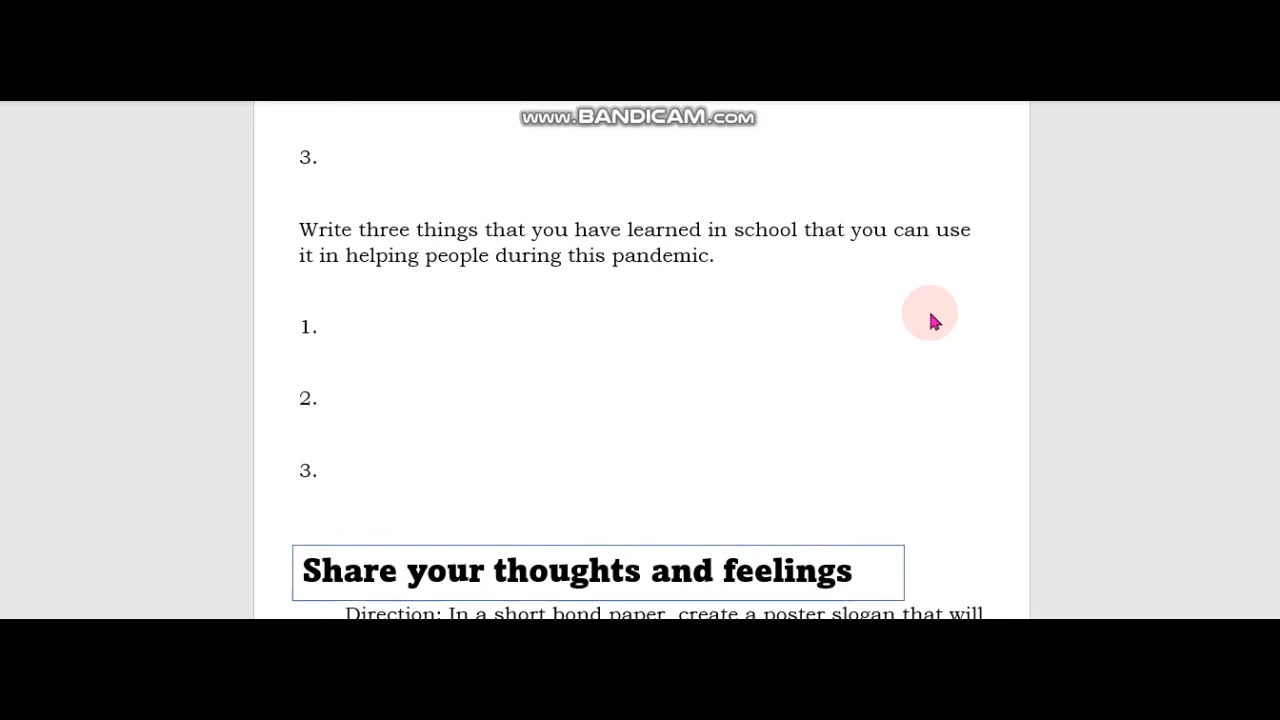 www.BANDICAM.com
3.
Write three things that you have learned in school that you can use
it in helping people during this pandemic.
1.
2.
3.
Share your thoughts and feelings
Direction: In a short bond paper, create a poster slogan that will